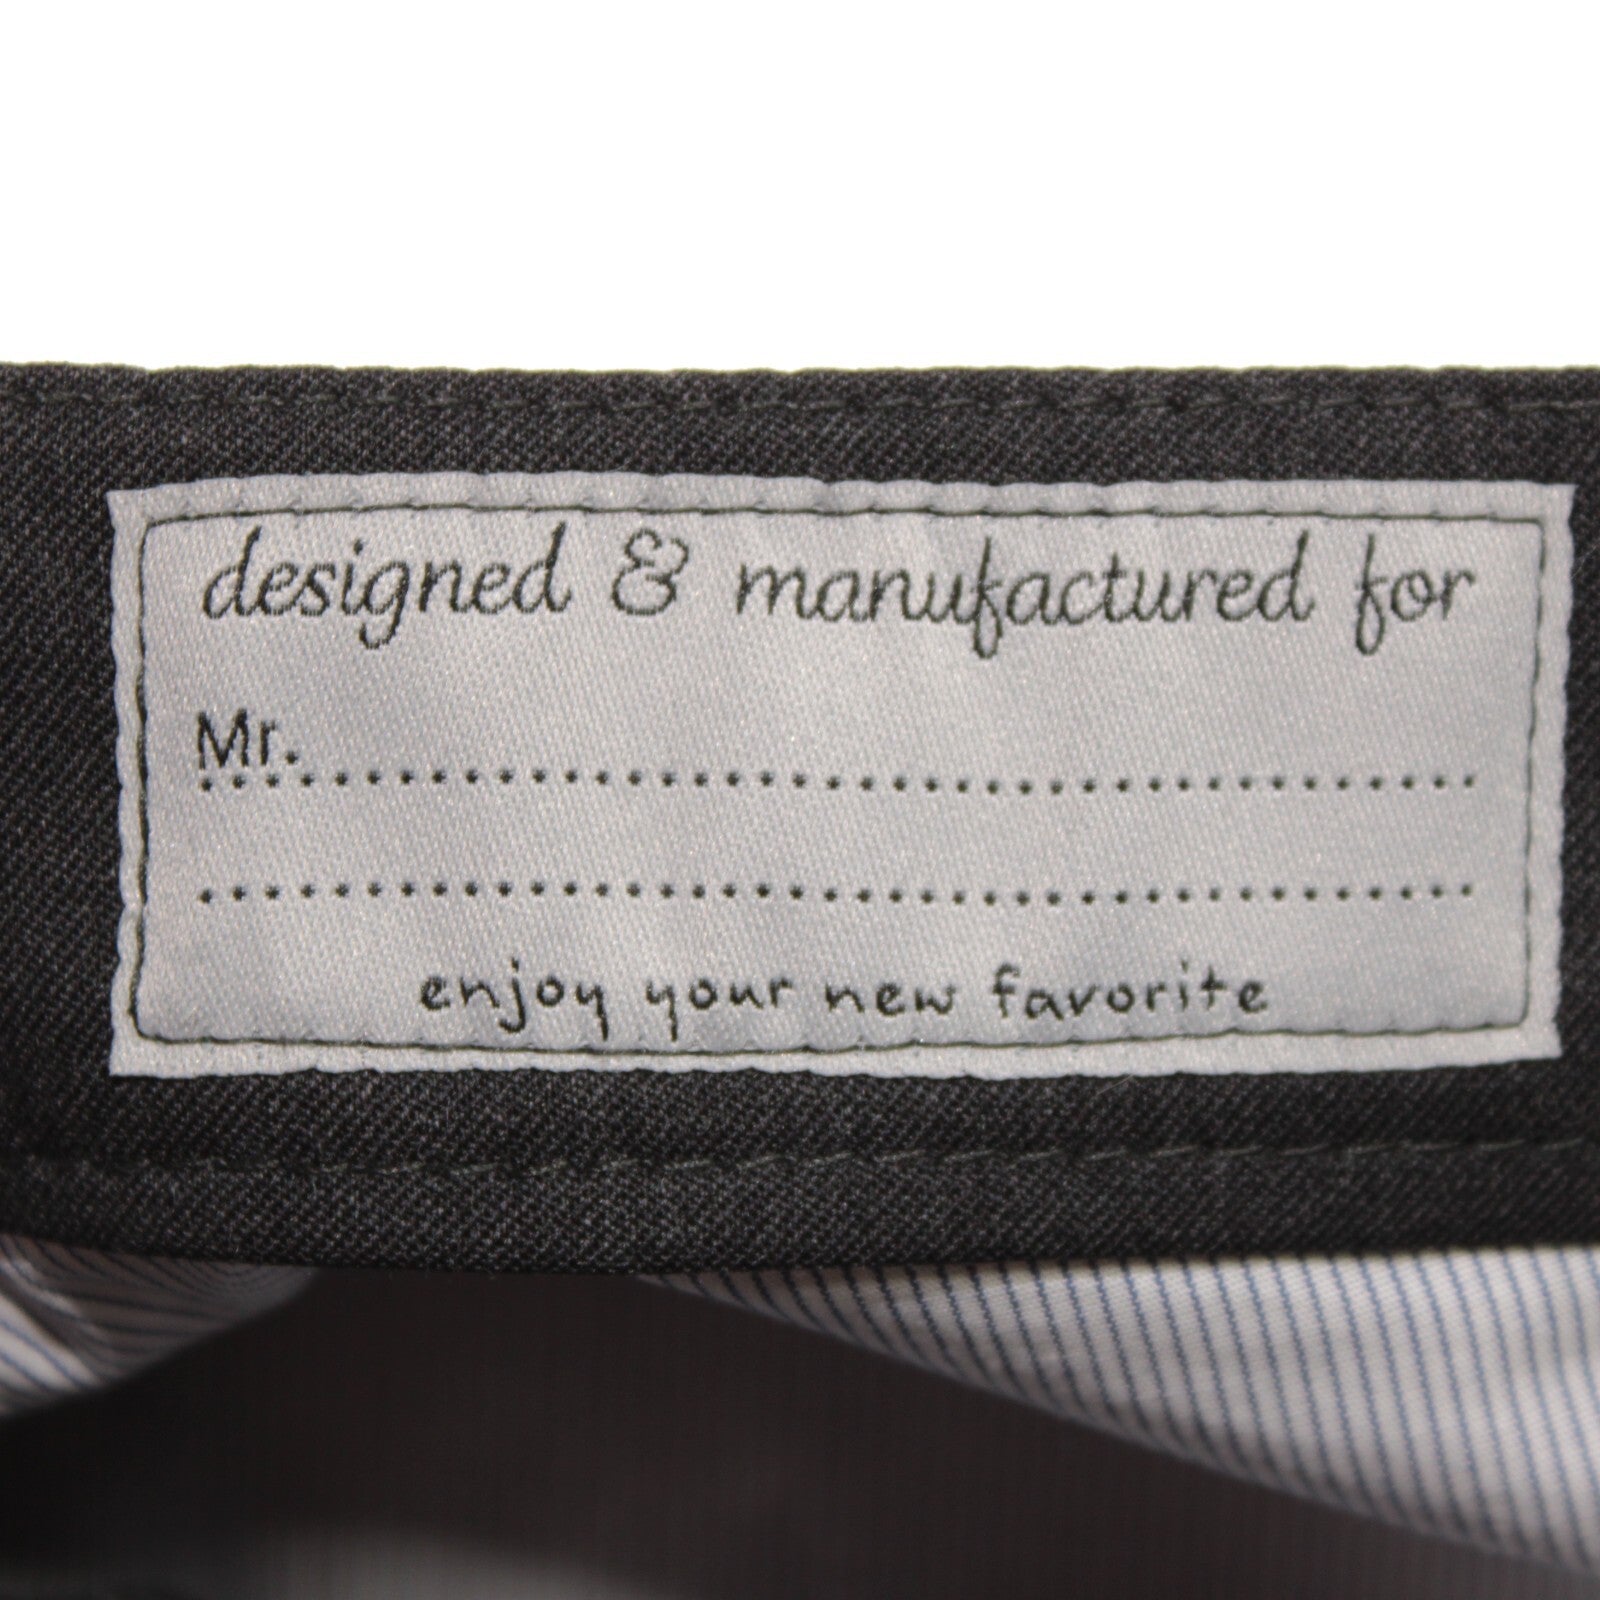 designed & manufactured for
Mr.
enjoy your new favorite